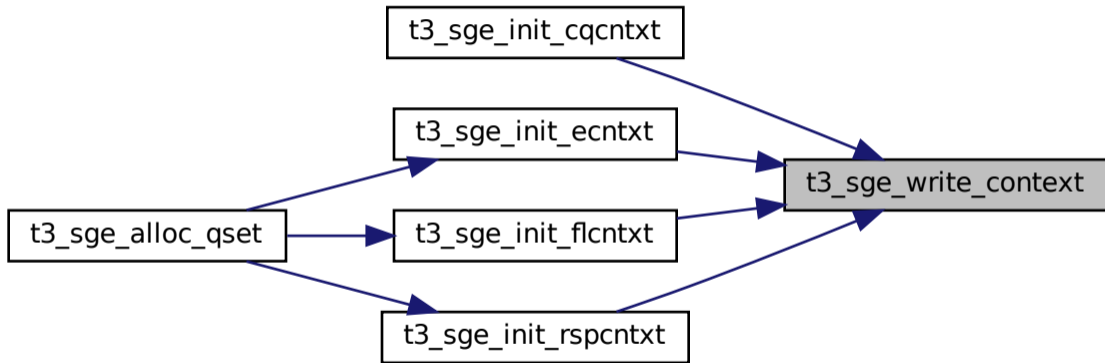 t3_sge_init_cqcntxt
t3_sge_init_ecntxt
t3_sge_write_context
t3_sge_alloc_qset
t3_sge_init_flcntxt
t3_sge_init_rspcntxt